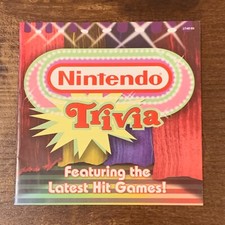 Nintendo
Trivia
Featuring the
Latest Hit Games!